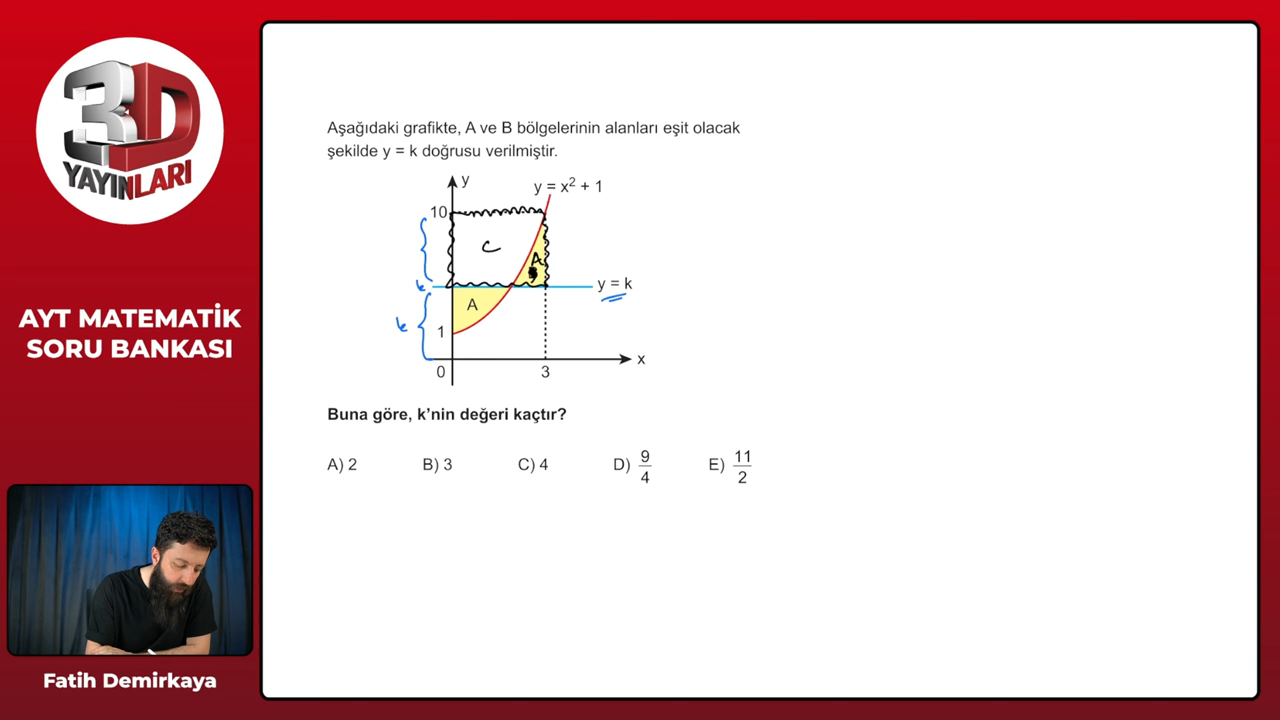 3D
YAYINLARI
AYT MATEMATİK
SORU BANKASI
Fatih Demirkaya
Aşağıdaki grafikte, A ve B bölgelerinin alanları eşit olacak
şekilde y = k doğrusu verilmiştir.
y
y = x² + 1
10
C
A
k
y = k
A
k
1
x
0
3
Buna göre, k’nin değeri kaçtır?
A) 2 B) 3 C) 4 D) 9/4 E) 11/2